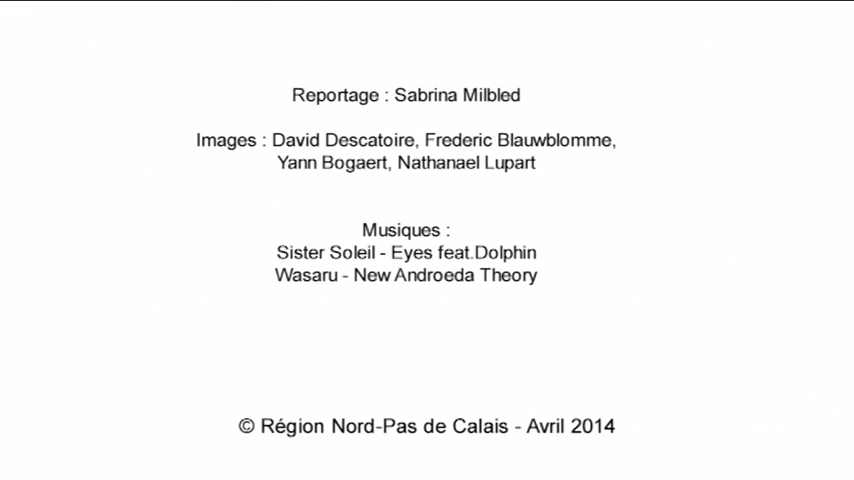 Reportage : Sabrina Milbled
Images : David Descatoire, Frederic Blauwblomme,
Yann Bogaert, Nathanael Lupart
Musiques :
Sister Soleil - Eyes feat.Dolphin
Wasaru - New Androeda Theory
© Région Nord-Pas de Calais - Avril 2014